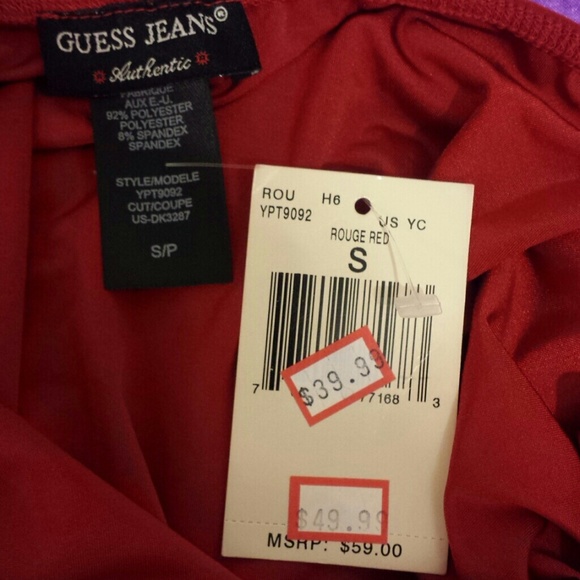 GUESS JEANS®
Authentic
FABRIQUE
AUX E.-U.
92% POLYESTER
POLYESTER
8% SPANDEX
SPANDEX
STYLE/MODELE
YPT9092
CUT/COUPE
US-DK3287
S/P
ROU H6 US YC
YPT9092
ROUGE RED
S
$39.99
7 77168 3
$49.99
MSRP: $59.00